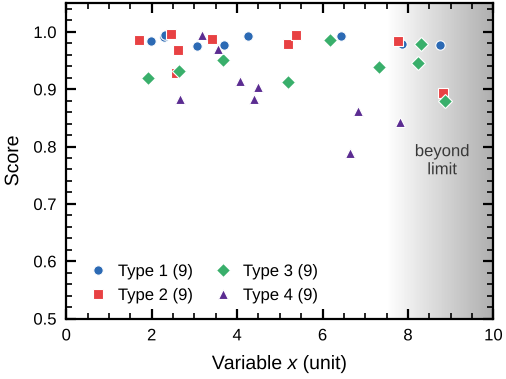 1.0
0.9
0.8
0.7
0.6
0.5
Score
beyond
limit
Type 1 (9)
Type 2 (9)
Type 3 (9)
Type 4 (9)
0 2 4 6 8 10
Variable x (unit)